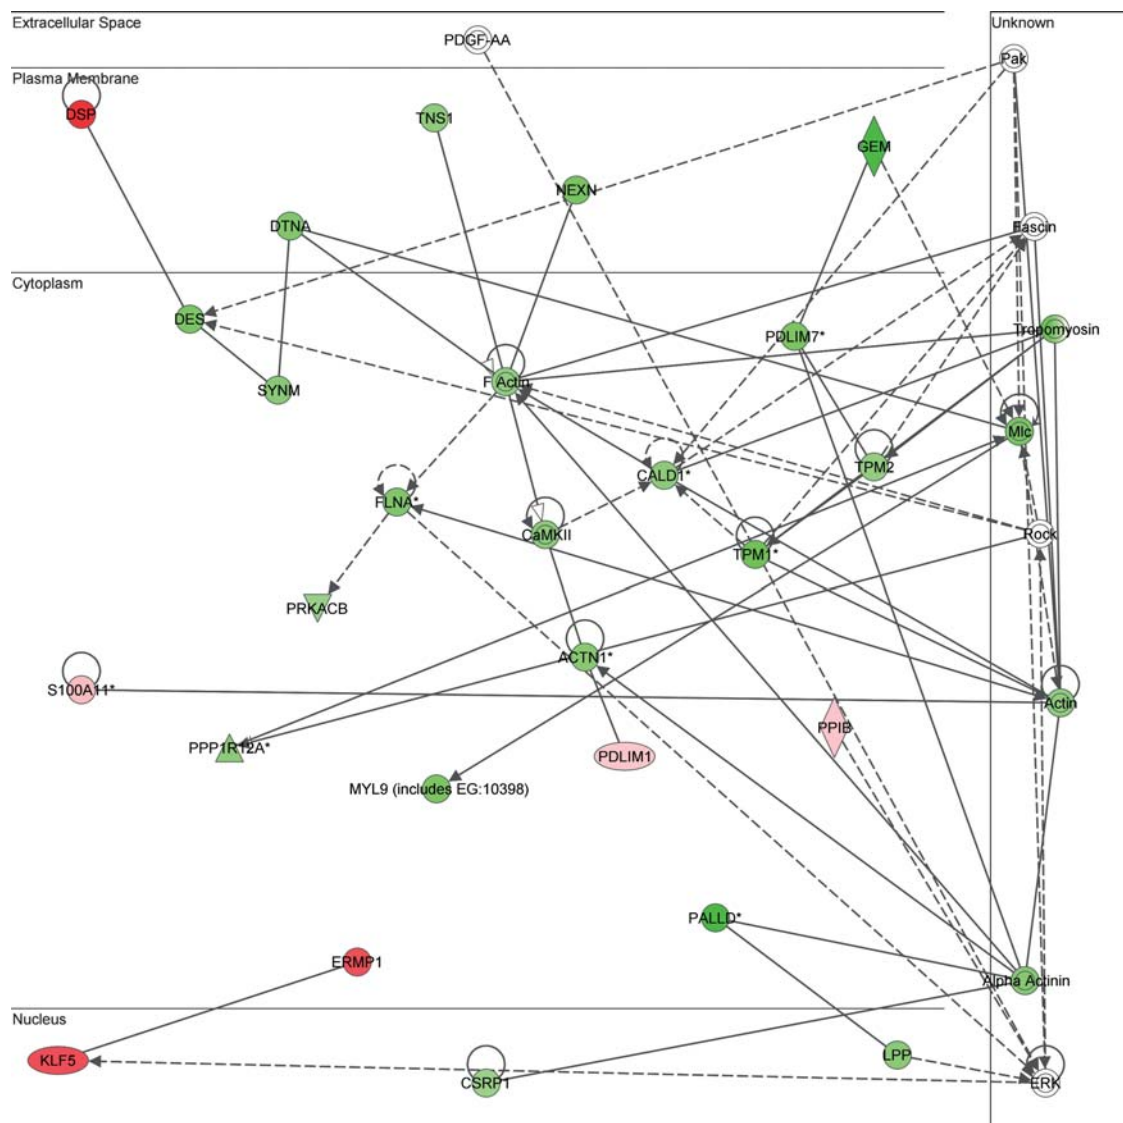 Extracellular Space
Unknown
PDGF-AA
Pak
Plasma Membrane
DSP
TNS1
GEM
NEXN
DTNA
Fascin
Cytoplasm
DES
Tropomyosin
PDLIM7*
F Actin
SYNM
Mlc
TPM2
CALD1*
FLNA*
CaMKII
Rock
TPM1*
PRKACB
ACTN1*
S100A11*
Actin
PPIB
PPP1R12A*
PDLIM1
MYL9 (includes EG:10398)
PALLD*
ERMP1
Alpha Actinin
Nucleus
LPP
KLF5
CSRP1
ERK